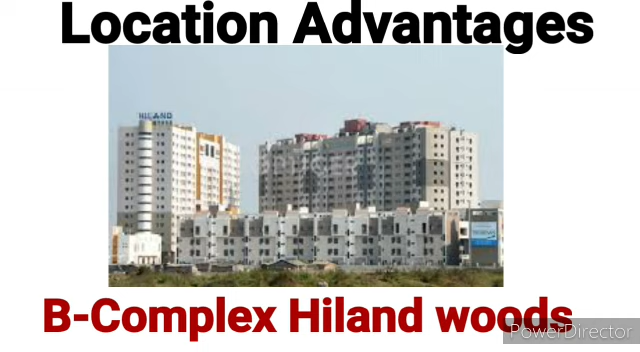 Location Advantages
HILAND
B-Complex Hiland woods
PowerDirector